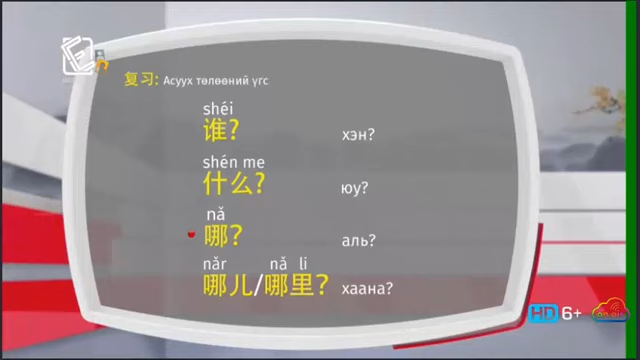 复习: Асуух төлөөний үгс
shéi
谁? хэн?
shén me
什么? юу?
nǎ
哪? аль?
nǎr nǎ li
哪儿/哪里? хаана?
HD 6+